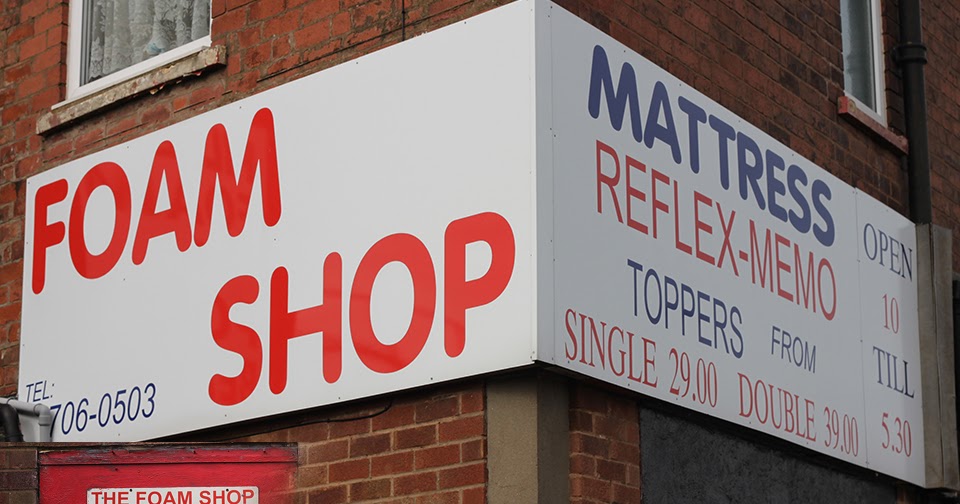 FOAM
SHOP
TEL:
706-0503
MATTRESS
REFLEX-MEMO
TOPPERS FROM
SINGLE 29.00 DOUBLE 39.00
OPEN
10
TILL
5.30
THE FOAM SHOP